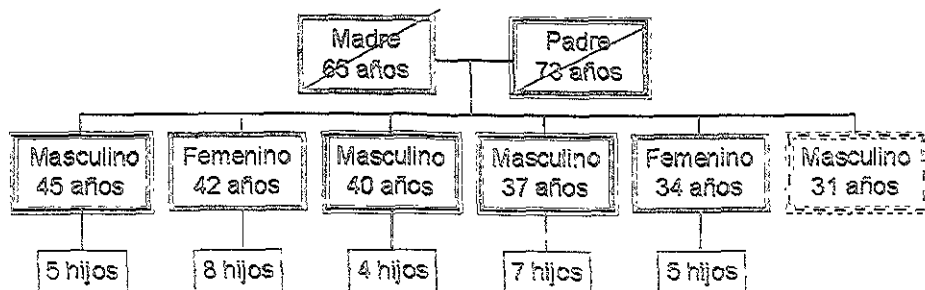 Madre
65 años
Padre
73 años
Masculino
45 años
Femenino
42 años
Masculino
40 años
Masculino
37 años
Femenino
34 años
Masculino
31 años
5 hijos
8 hijos
4 hijos
7 hijos
5 hijos